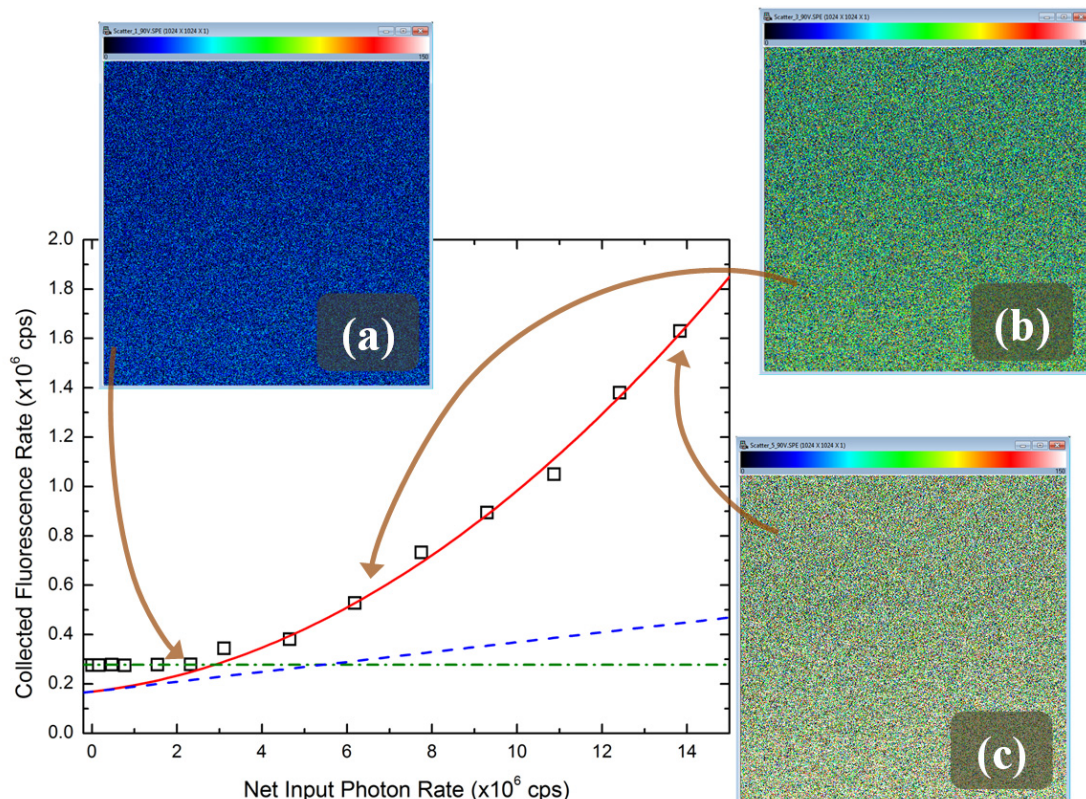 Scatter_1_90V.SPE (1024 X 1024 X 1)
0 150
(a)
Scatter_3_90V.SPE (1024 X 1024 X 1)
0 150
(b)
Scatter_5_90V.SPE (1024 X 1024 X 1)
0 150
(c)
Collected Fluorescence Rate (x10⁶ cps)
2.0
1.8
1.6
1.4
1.2
1.0
0.8
0.6
0.4
0.2
0.0
0 2 4 6 8 10 12 14
Net Input Photon Rate (x10⁶ cps)